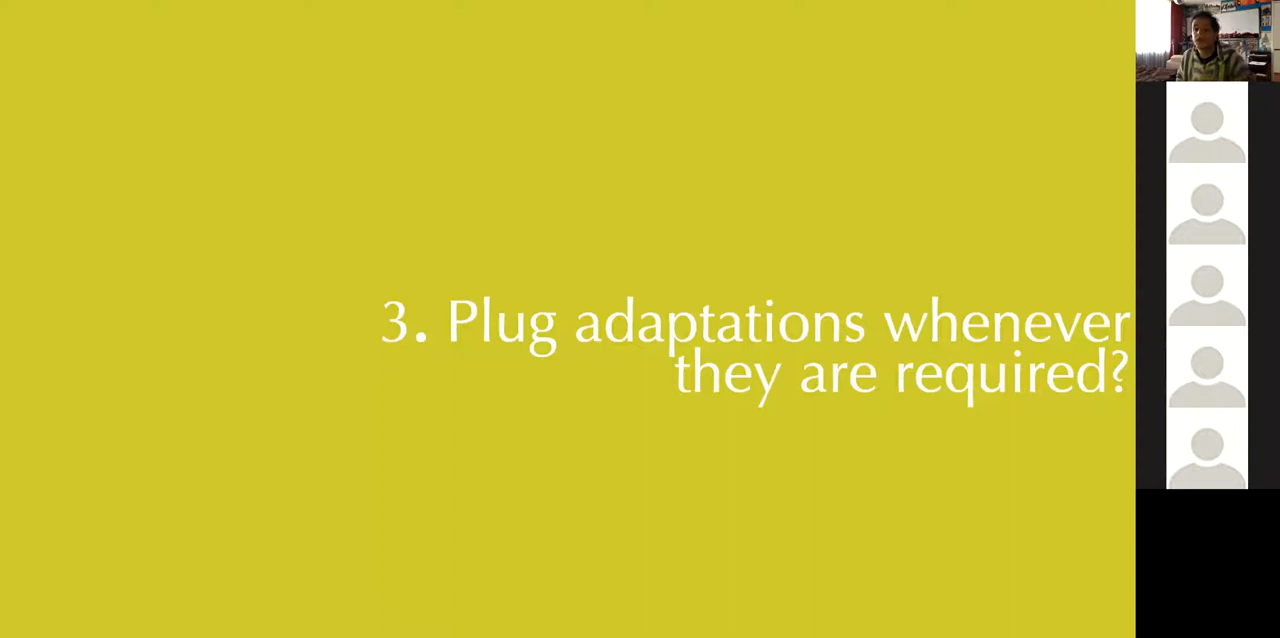 3. Plug adaptations whenever
they are required?